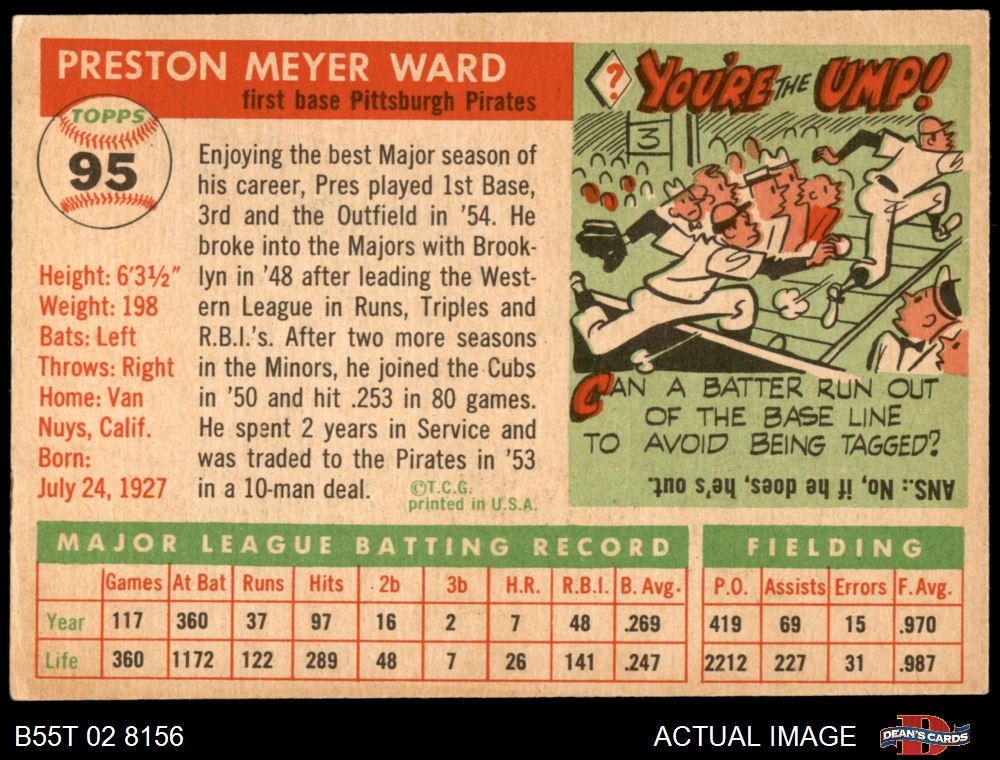 PRESTON MEYER WARD
first base Pittsburgh Pirates
TOPPS
95
Height: 6'3½"
Weight: 198
Bats: Left
Throws: Right
Home: Van
Nuys, Calif.
Born:
July 24, 1927
Enjoying the best Major season of
his career, Pres played 1st Base,
3rd and the Outfield in '54. He
broke into the Majors with Brook-
lyn in '48 after leading the West-
ern League in Runs, Triples and
R.B.I.'s. After two more seasons
in the Minors, he joined the Cubs
in '50 and hit .253 in 80 games.
He spent 2 years in Service and
was traded to the Pirates in '53
in a 10-man deal.
©T.C.G.
printed in U.S.A.
? YOU'RE THE UMP!
3
CAN A BATTER RUN OUT
OF THE BASE LINE
TO AVOID BEING TAGGED?
ANS.: No, if he does, he's out.
MAJOR LEAGUE BATTING RECORD
Games At Bat Runs Hits 2b 3b H.R. R.B.I. B. Avg.
Year 117 360 37 97 16 2 7 48 .269
Life 360 1172 122 289 48 7 26 141 .247
FIELDING
P.O. Assists Errors F. Avg.
419 69 15 .970
2212 227 31 .987
B55T 02 8156
ACTUAL IMAGE
D
DEAN'S CARDS